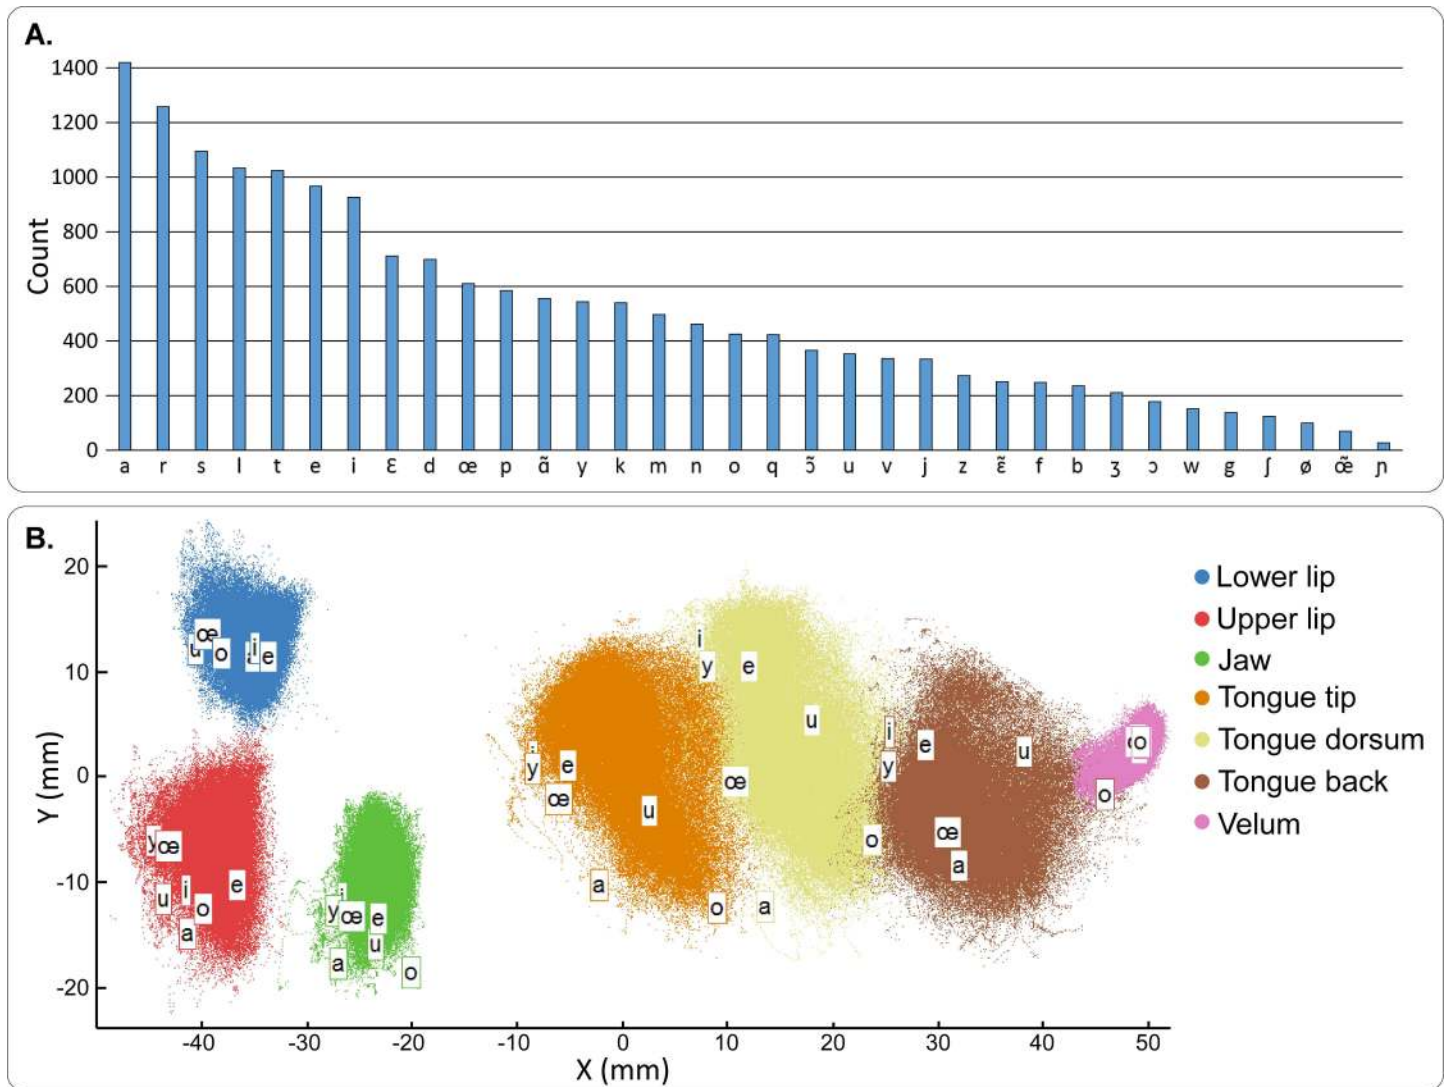 A.
Count
1400
1200
1000
800
600
400
200
0
a r s l t e i ɛ d œ p ɑ̃ y k m n o q ɔ̃ u v j z ɛ̃ f b ʒ ɔ w g ʃ ø œ̃ ɲ
B.
Y (mm)
20
10
0
-10
-20
-40 -30 -20 -10 0 10 20 30 40 50
X (mm)
œ
u o i e
y œ
u i o e
a
y œ e
u
a o
y e
œ u
a o
i
y e
u
œ
o
a
i e u
y
œ
a
o
o
Lower lip
Upper lip
Jaw
Tongue tip
Tongue dorsum
Tongue back
Velum